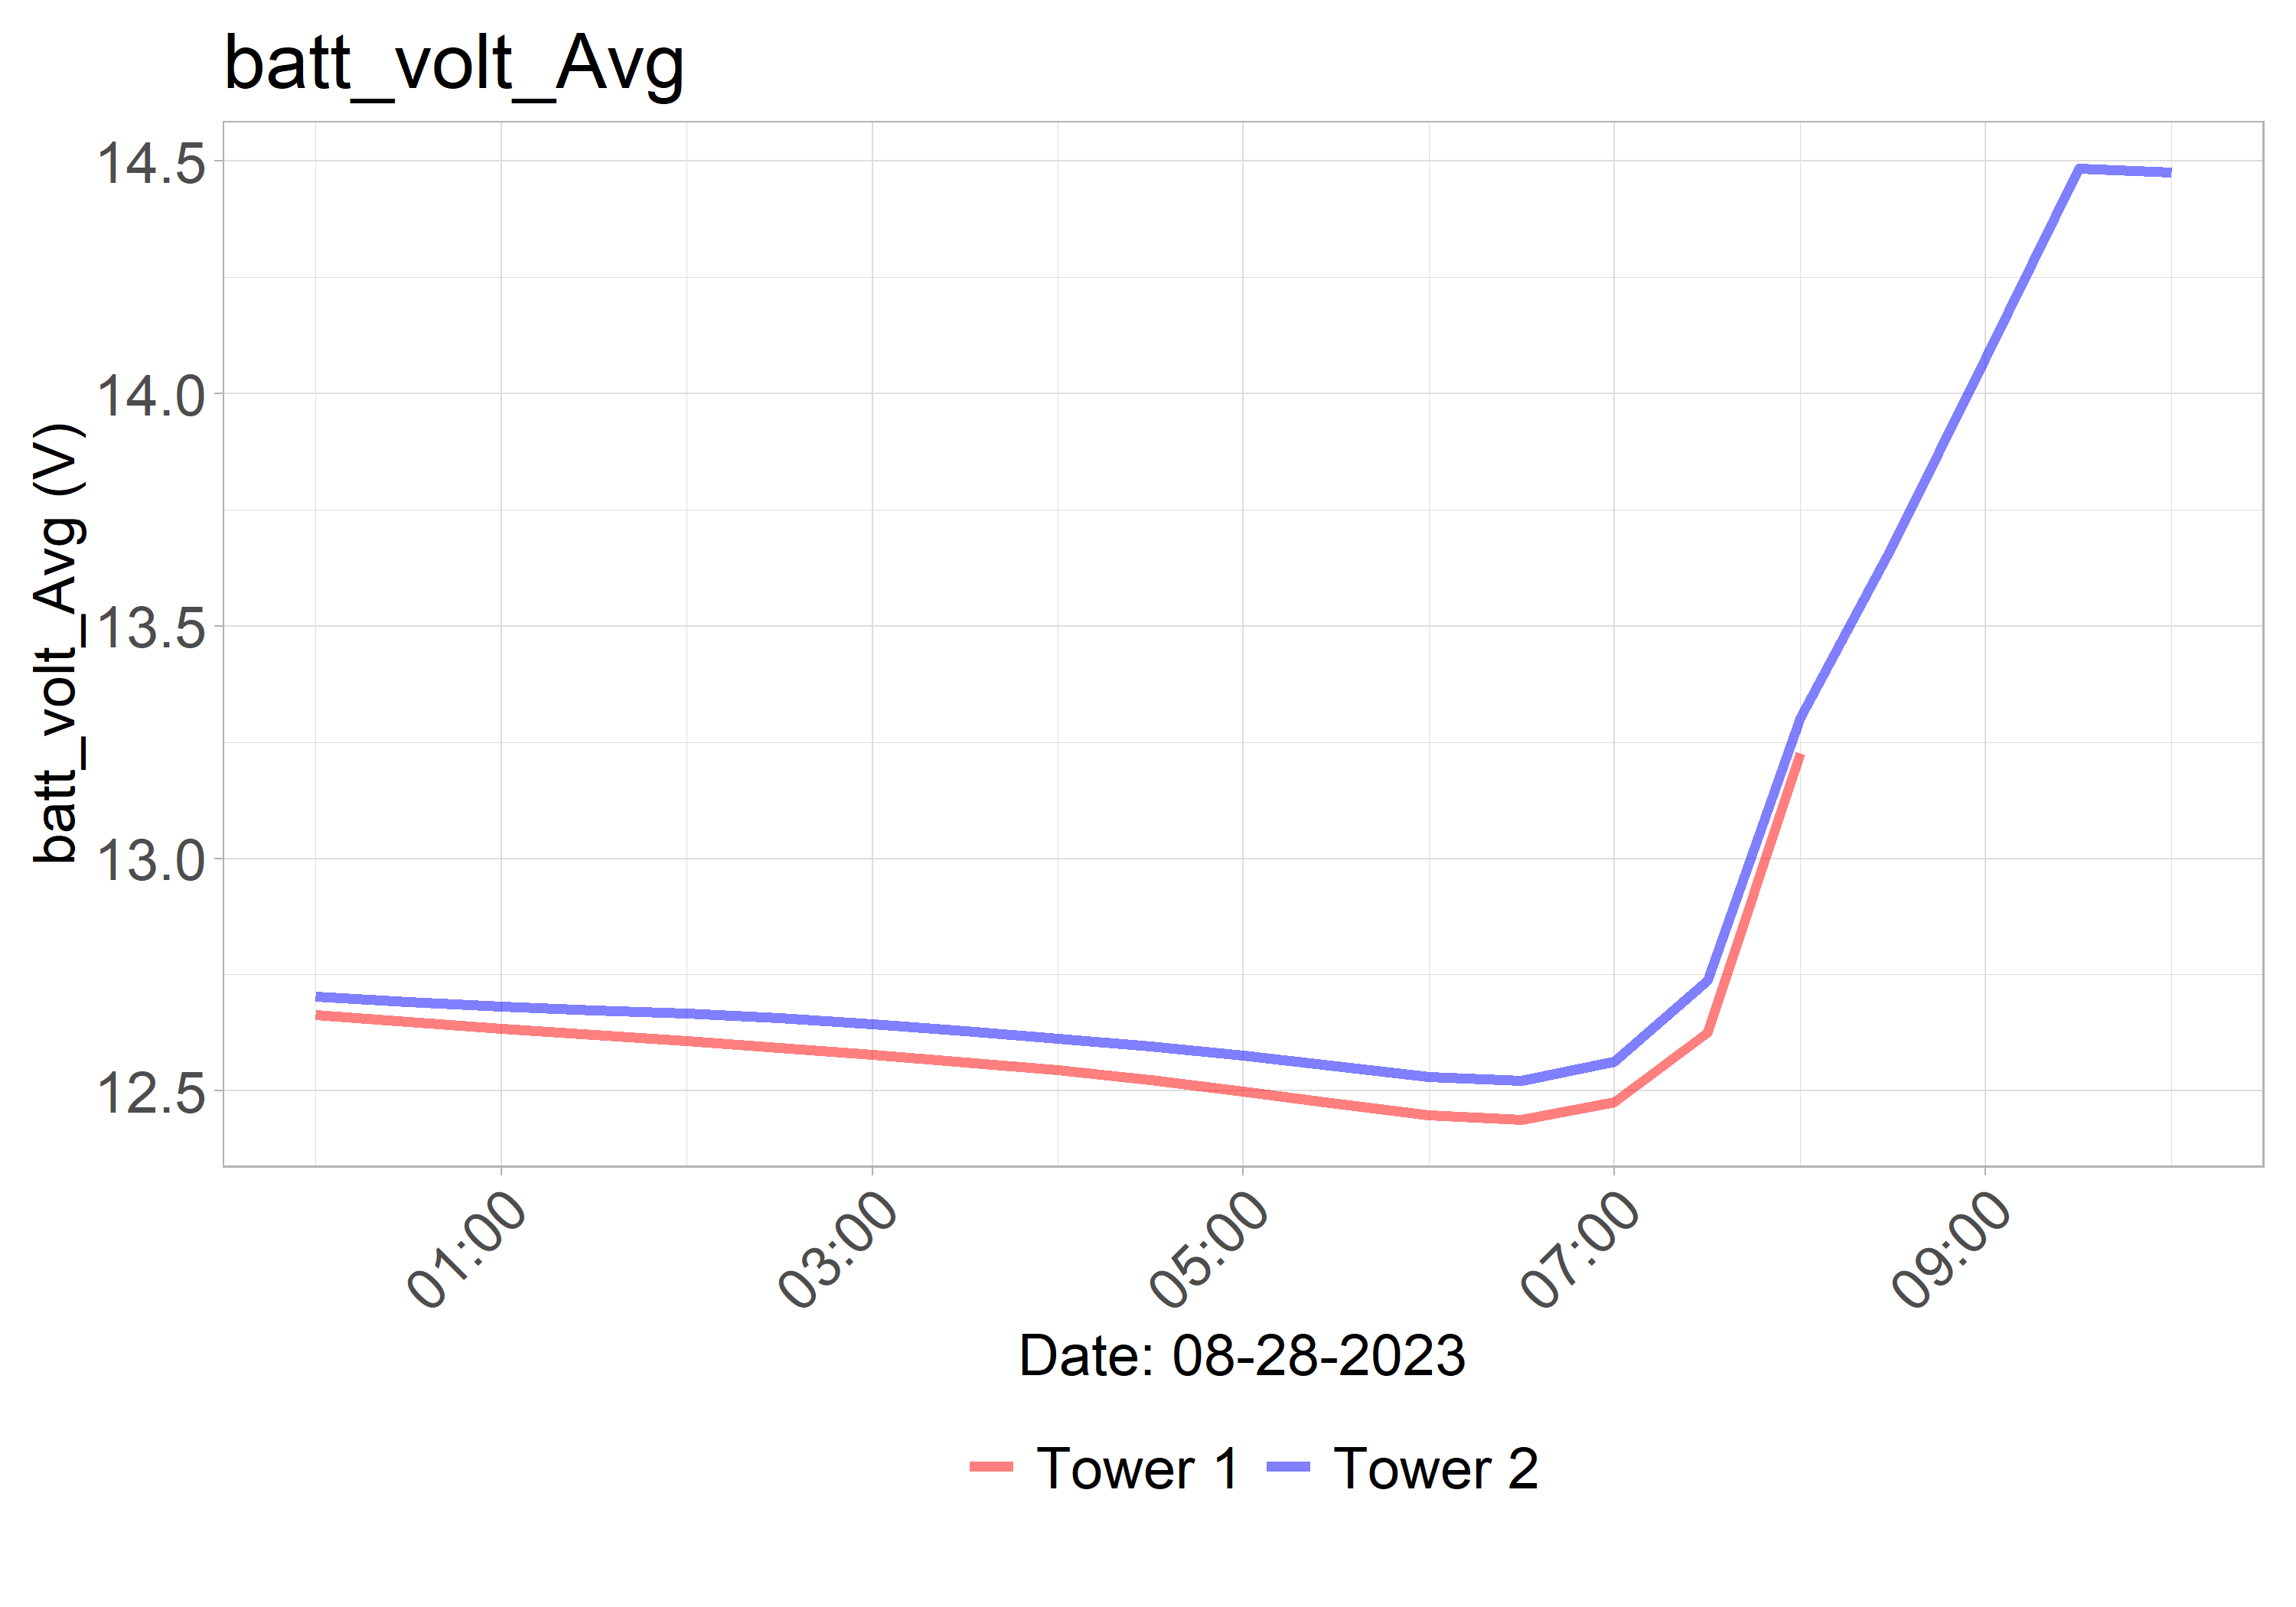 batt_volt_Avg
batt_volt_Avg (V)
14.5
14.0
13.5
13.0
12.5
01:00
03:00
05:00
07:00
09:00
Date: 08-28-2023
Tower 1
Tower 2